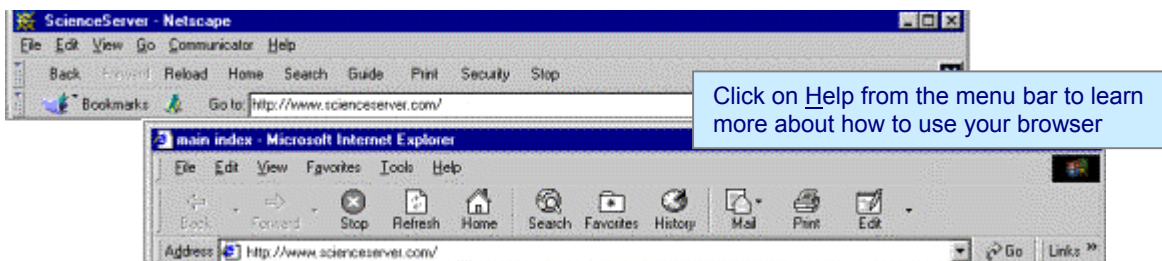 ScienceServer - Netscape
File Edit View Go Communicator Help
Back Forward Reload Home Search Guide Print Security Stop
Bookmarks Go to: http://www.scienceserver.com/
Click on Help from the menu bar to learn
more about how to use your browser
main index - Microsoft Internet Explorer
File Edit View Favorites Tools Help
Back Forward Stop Refresh Home Search Favorites History Mail Print Edit
Address http://www.scienceserver.com/ Go Links »